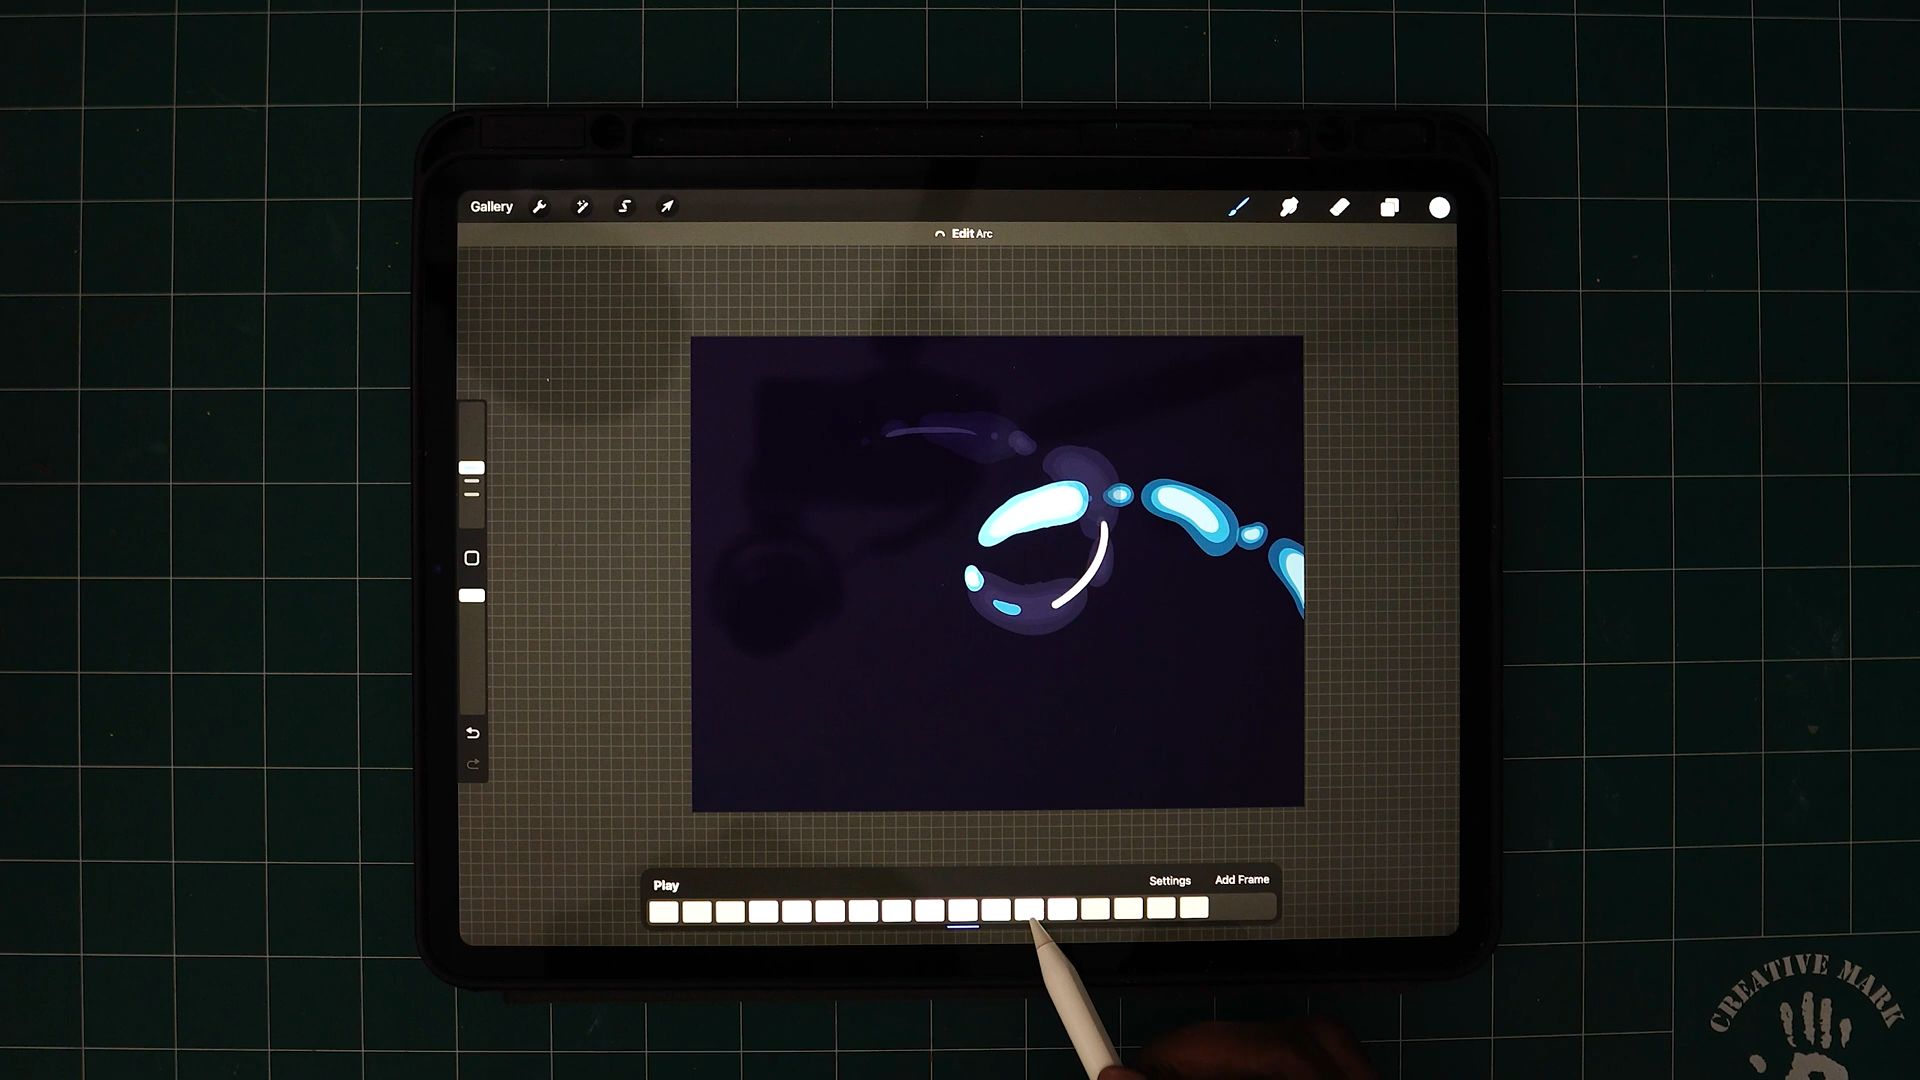 Gallery
Edit Arc
Play
Settings
Add Frame
CREATIVE MARK